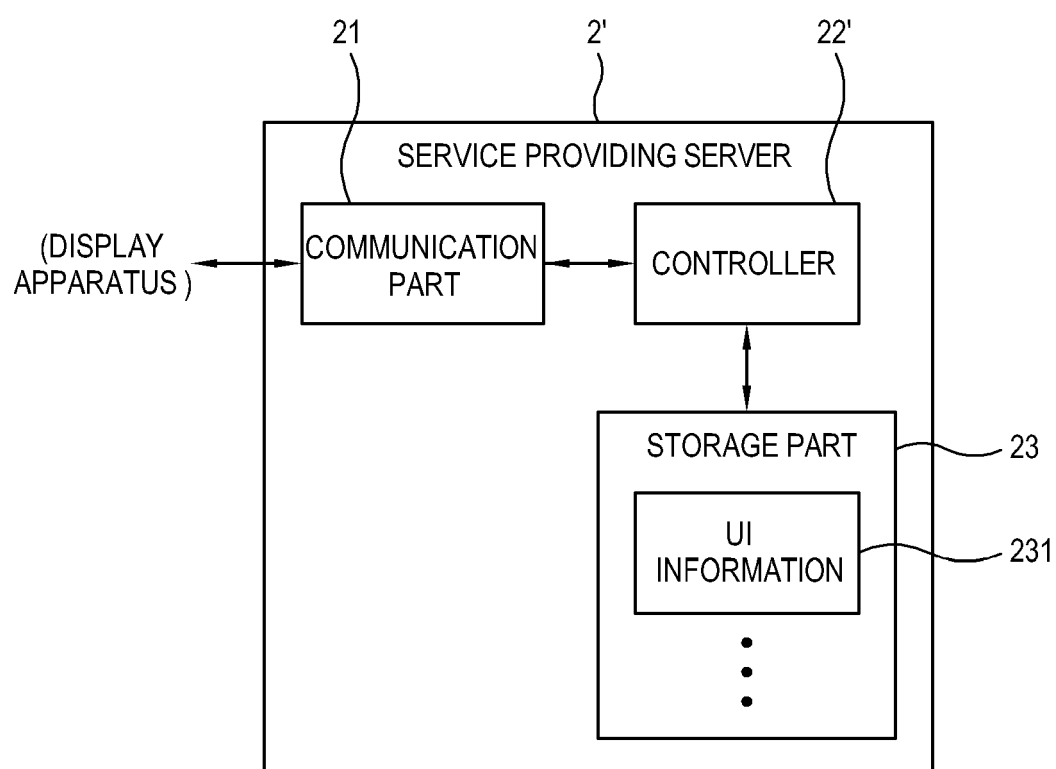 21
2'
22'
SERVICE PROVIDING SERVER
(DISPLAY
APPARATUS )
COMMUNICATION
PART
CONTROLLER
STORAGE PART
23
UI
INFORMATION
231